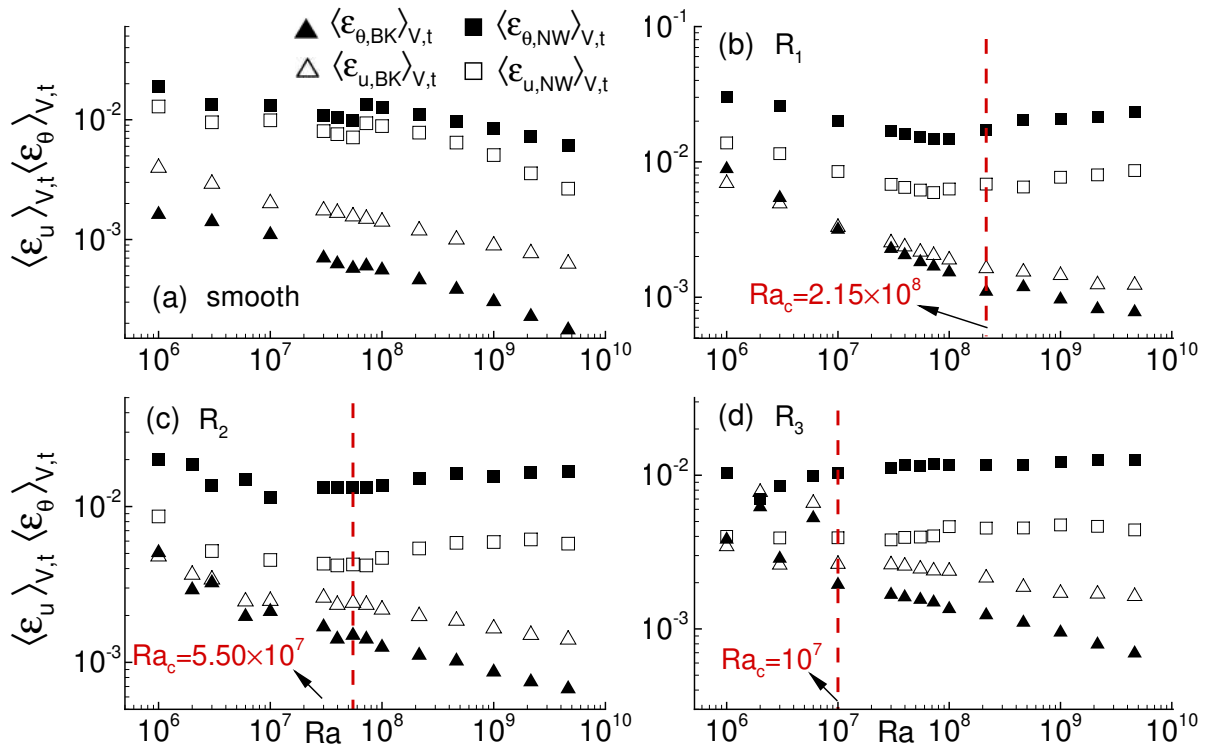 ▲⟨ε_θ,BK⟩_V,t ■⟨ε_θ,NW⟩_V,t
△⟨ε_u,BK⟩_V,t □⟨ε_u,NW⟩_V,t
⟨ε_u⟩_V,t⟨ε_θ⟩_V,t
10^-2
10^-3
(a) smooth
10^6 10^7 10^8 10^9 10^10
(b) R_1
10^-1
10^-2
10^-3
Ra_c=2.15×10^8
10^6 10^7 10^8 10^9 10^10
⟨ε_u⟩_V,t ⟨ε_θ⟩_V,t
(c) R_2
10^-2
10^-3
Ra_c=5.50×10^7
10^6 10^7 10^8 10^9 10^10
Ra
(d) R_3
10^-2
10^-3
Ra_c=10^7
10^6 10^7 10^8 10^9 10^10
Ra